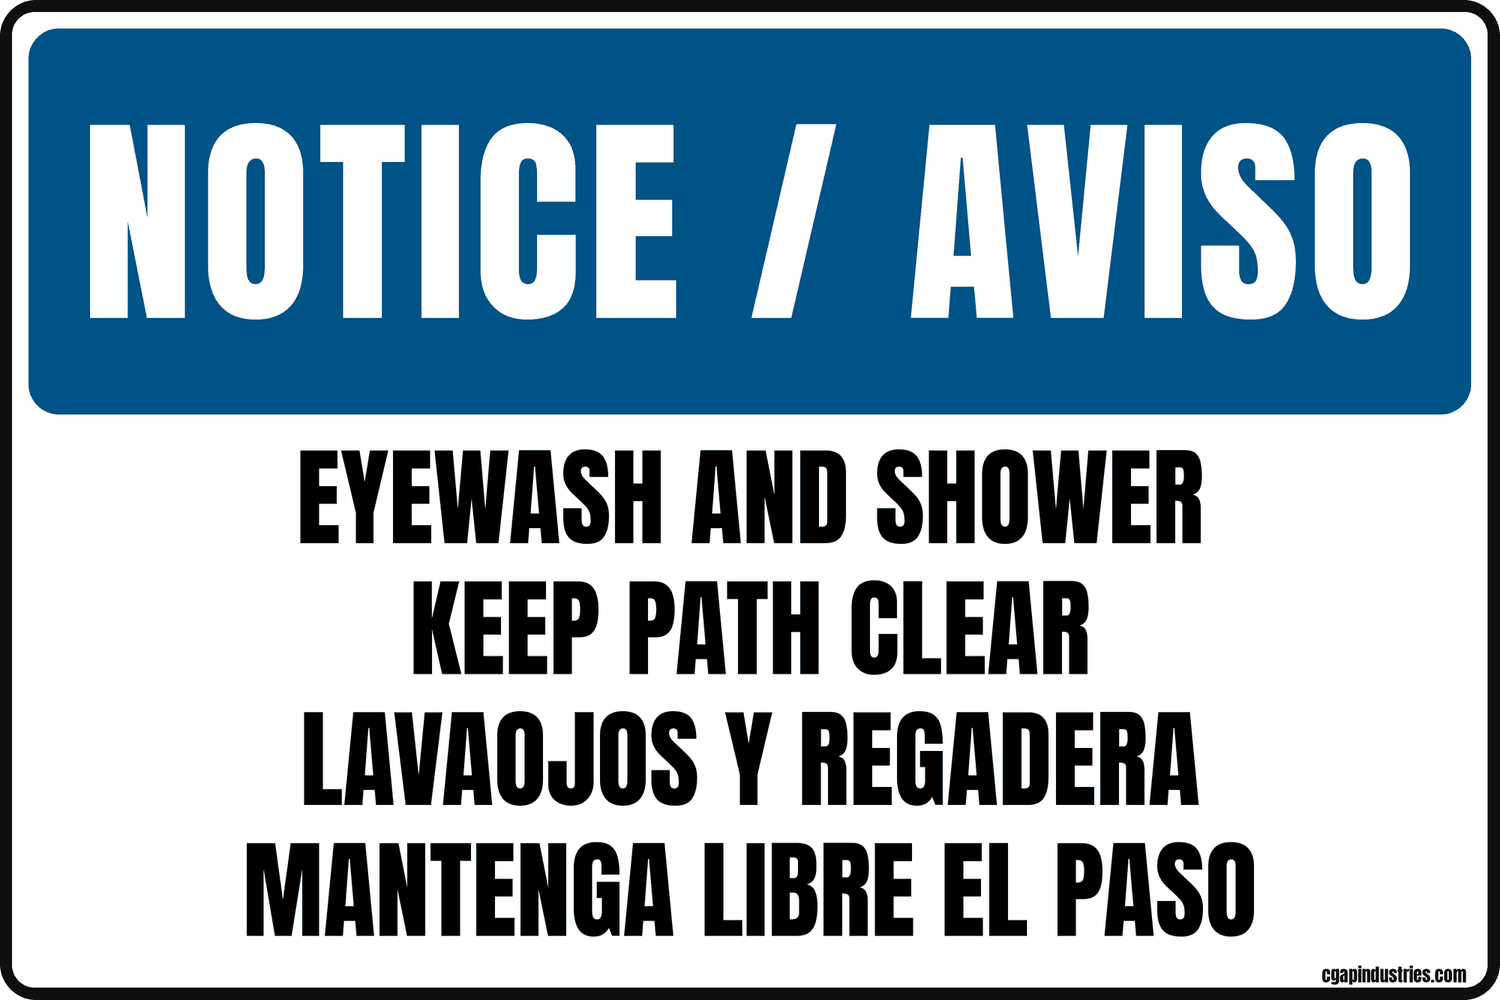 NOTICE / AVISO
EYEWASH AND SHOWER
KEEP PATH CLEAR
LAVAOJOS Y REGADERA
MANTENGA LIBRE EL PASO
cgapindustries.com